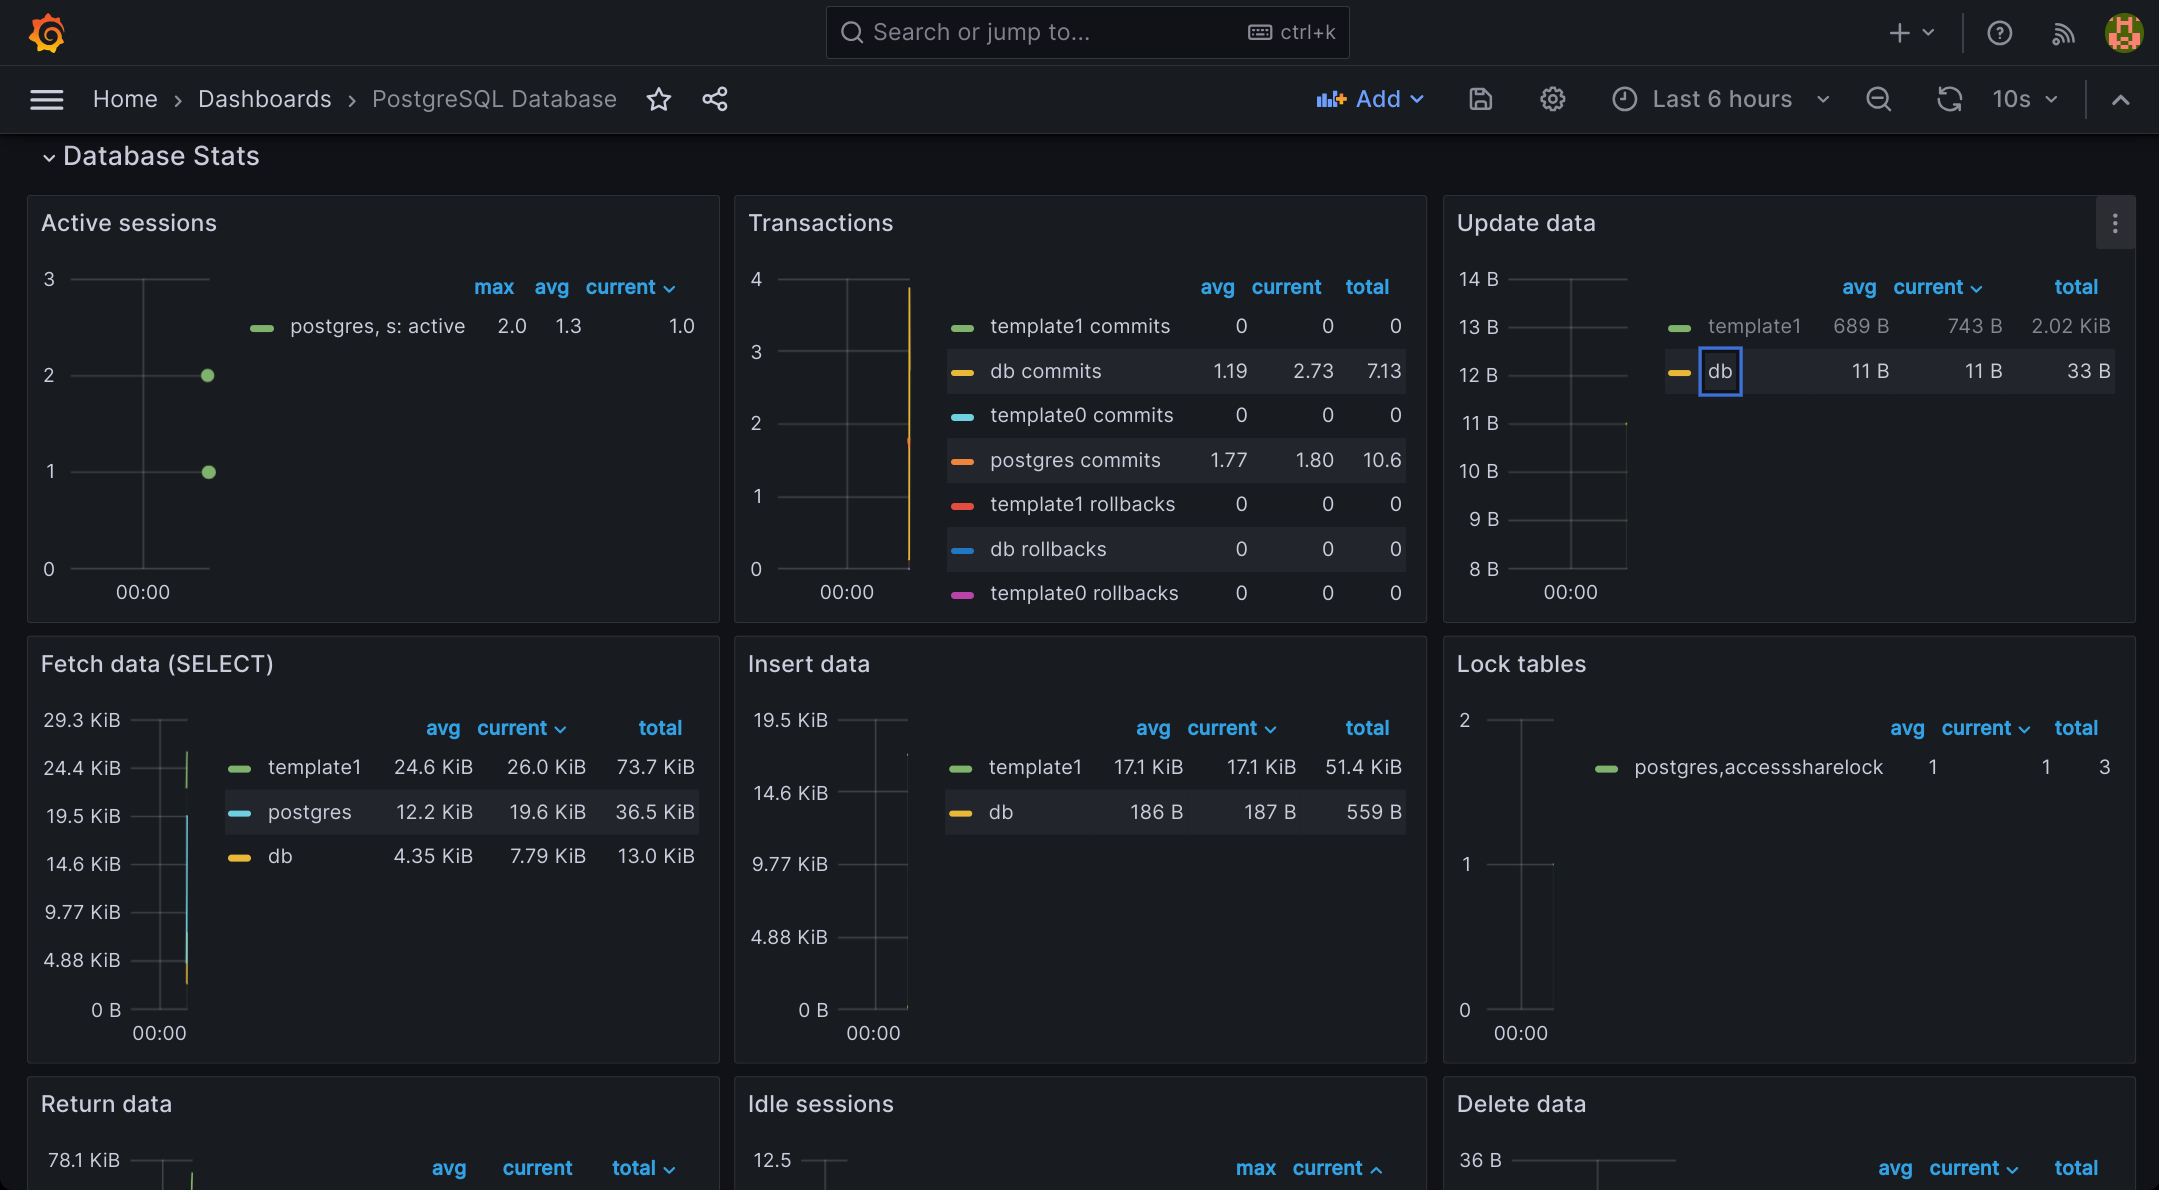 Search or jump to... ctrl+k
Home › Dashboards › PostgreSQL Database
Add
Last 6 hours
10s
Database Stats
Active sessions
3
2
1
0
00:00
max avg current
postgres, s: active 2.0 1.3 1.0
Transactions
4
3
2
1
0
00:00
avg current total
template1 commits 0 0 0
db commits 1.19 2.73 7.13
template0 commits 0 0 0
postgres commits 1.77 1.80 10.6
template1 rollbacks 0 0 0
db rollbacks 0 0 0
template0 rollbacks 0 0 0
Update data
14 B
13 B
12 B
11 B
10 B
9 B
8 B
00:00
avg current total
template1 689 B 743 B 2.02 KiB
db 11 B 11 B 33 B
Fetch data (SELECT)
29.3 KiB
24.4 KiB
19.5 KiB
14.6 KiB
9.77 KiB
4.88 KiB
0 B
00:00
avg current total
template1 24.6 KiB 26.0 KiB 73.7 KiB
postgres 12.2 KiB 19.6 KiB 36.5 KiB
db 4.35 KiB 7.79 KiB 13.0 KiB
Insert data
19.5 KiB
14.6 KiB
9.77 KiB
4.88 KiB
0 B
00:00
avg current total
template1 17.1 KiB 17.1 KiB 51.4 KiB
db 186 B 187 B 559 B
Lock tables
2
1
0
00:00
avg current total
postgres,accesssharelock 1 1 3
Return data
78.1 KiB
avg current total
Idle sessions
12.5
max current
Delete data
36 B
avg current total